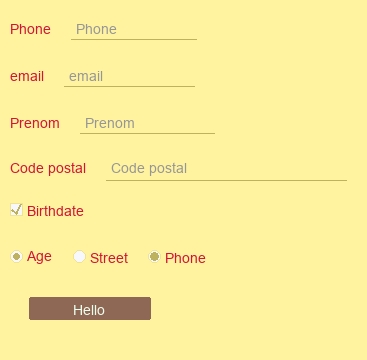 Phone Phone
email email
Prenom Prenom
Code postal Code postal
Birthdate
Age Street Phone
Hello